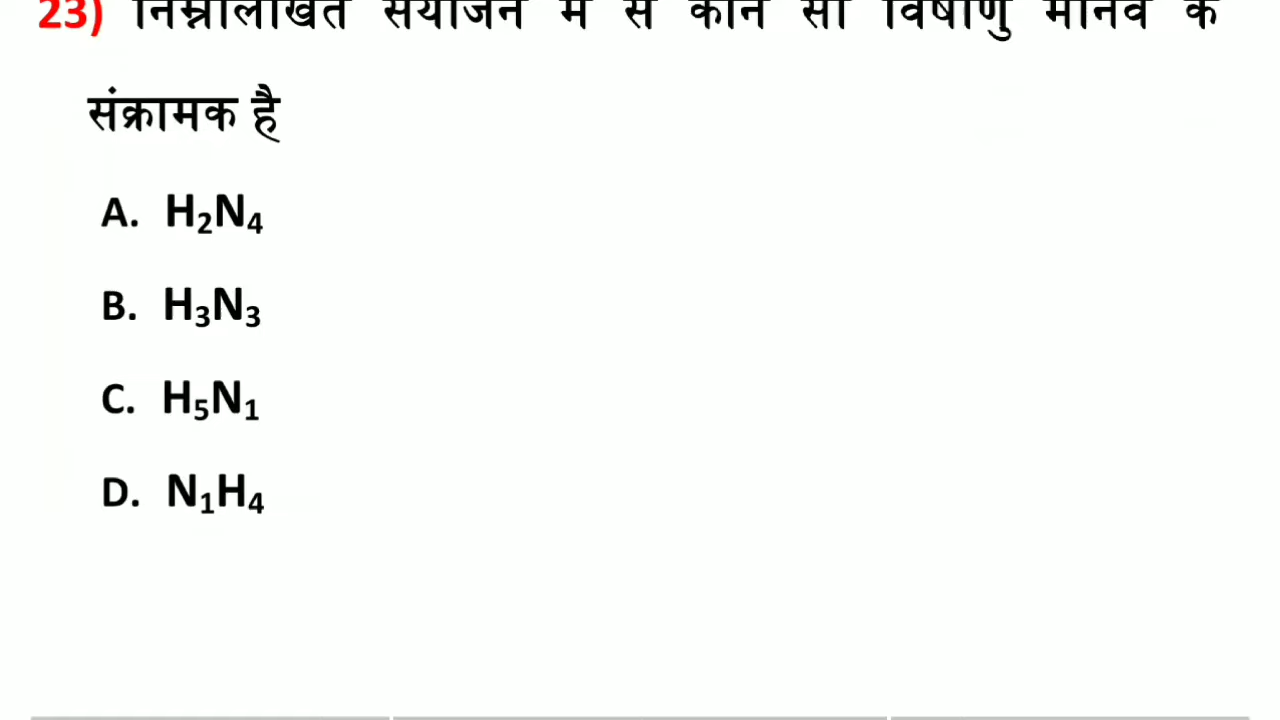 23) निम्नलिखित संयोजन में से कौन सी विषाणु मानव के
संक्रामक है
A. H₂N₄
B. H₃N₃
C. H₅N₁
D. N₁H₄